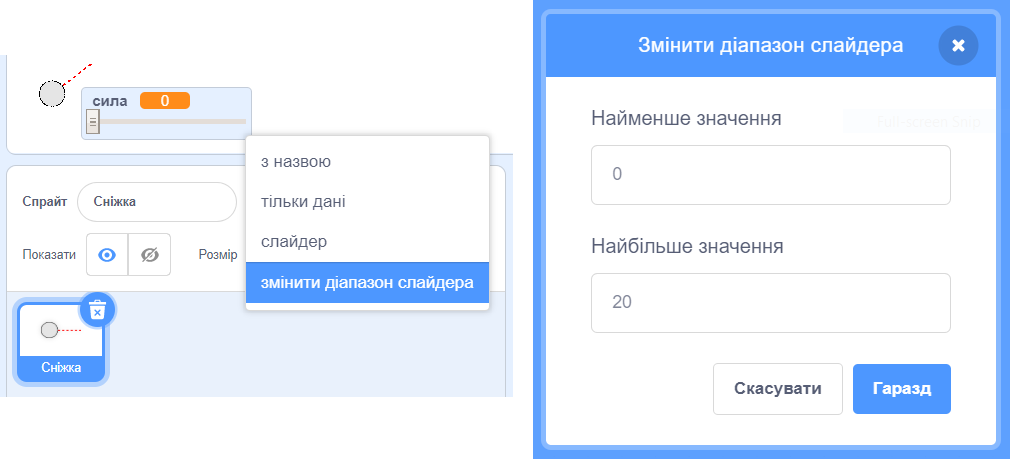 сила 0
з назвою
тільки дані
слайдер
змінити діапазон слайдера
Спрайт Сніжка
Показати Розмір
Сніжка
Змінити діапазон слайдера
Найменше значення
Full-screen Snip
0
Найбільше значення
20
Скасувати Гаразд